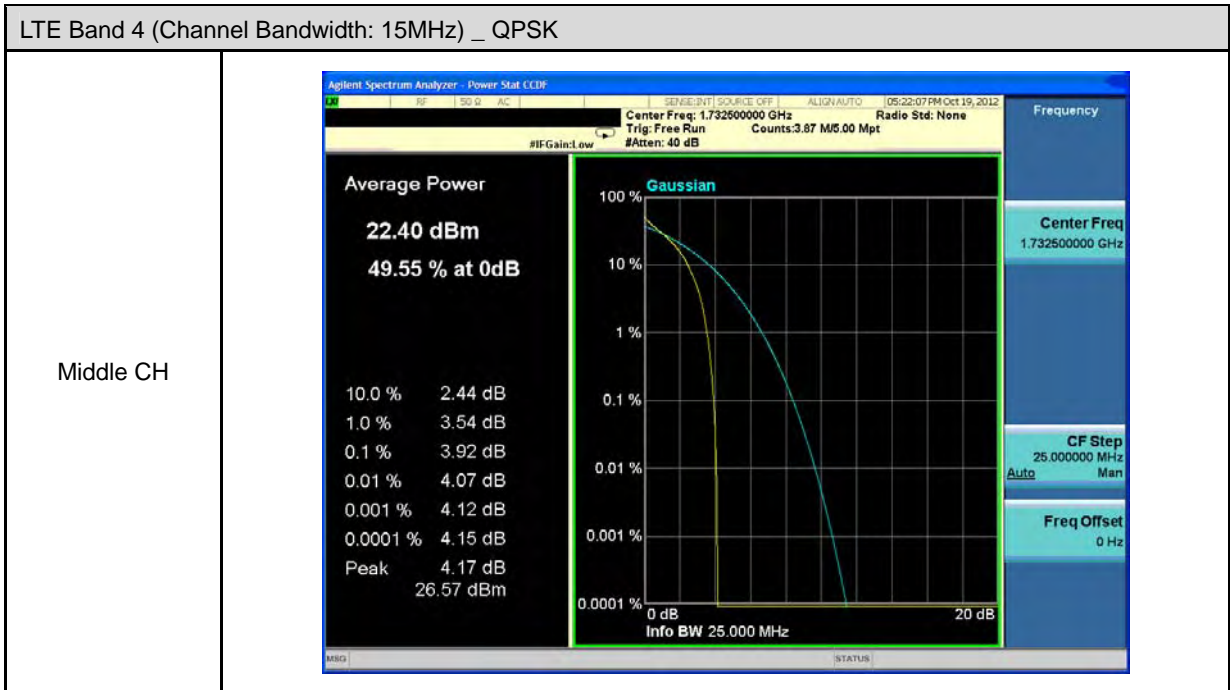 LTE Band 4 (Channel Bandwidth: 15MHz) _ QPSK
Middle CH
Agilent Spectrum Analyzer - Power Stat CCDF
RF 50 Ω AC SENSE:INT SOURCE OFF ALIGN AUTO 05:22:07 PM Oct 19, 2012
Center Freq: 1.732500000 GHz Radio Std: None
Trig: Free Run Counts:3.87 M/5.00 Mpt
#IFGain:Low #Atten: 40 dB
Average Power
22.40 dBm
49.55 % at 0dB
10.0 % 2.44 dB
1.0 % 3.54 dB
0.1 % 3.92 dB
0.01 % 4.07 dB
0.001 % 4.12 dB
0.0001 % 4.15 dB
Peak 4.17 dB
26.57 dBm
Gaussian
100 %
10 %
1 %
0.1 %
0.01 %
0.001 %
0.0001 %
0 dB 20 dB
Info BW 25.000 MHz
Frequency
Center Freq
1.732500000 GHz
CF Step
25.000000 MHz
Auto Man
Freq Offset
0 Hz
MSG STATUS